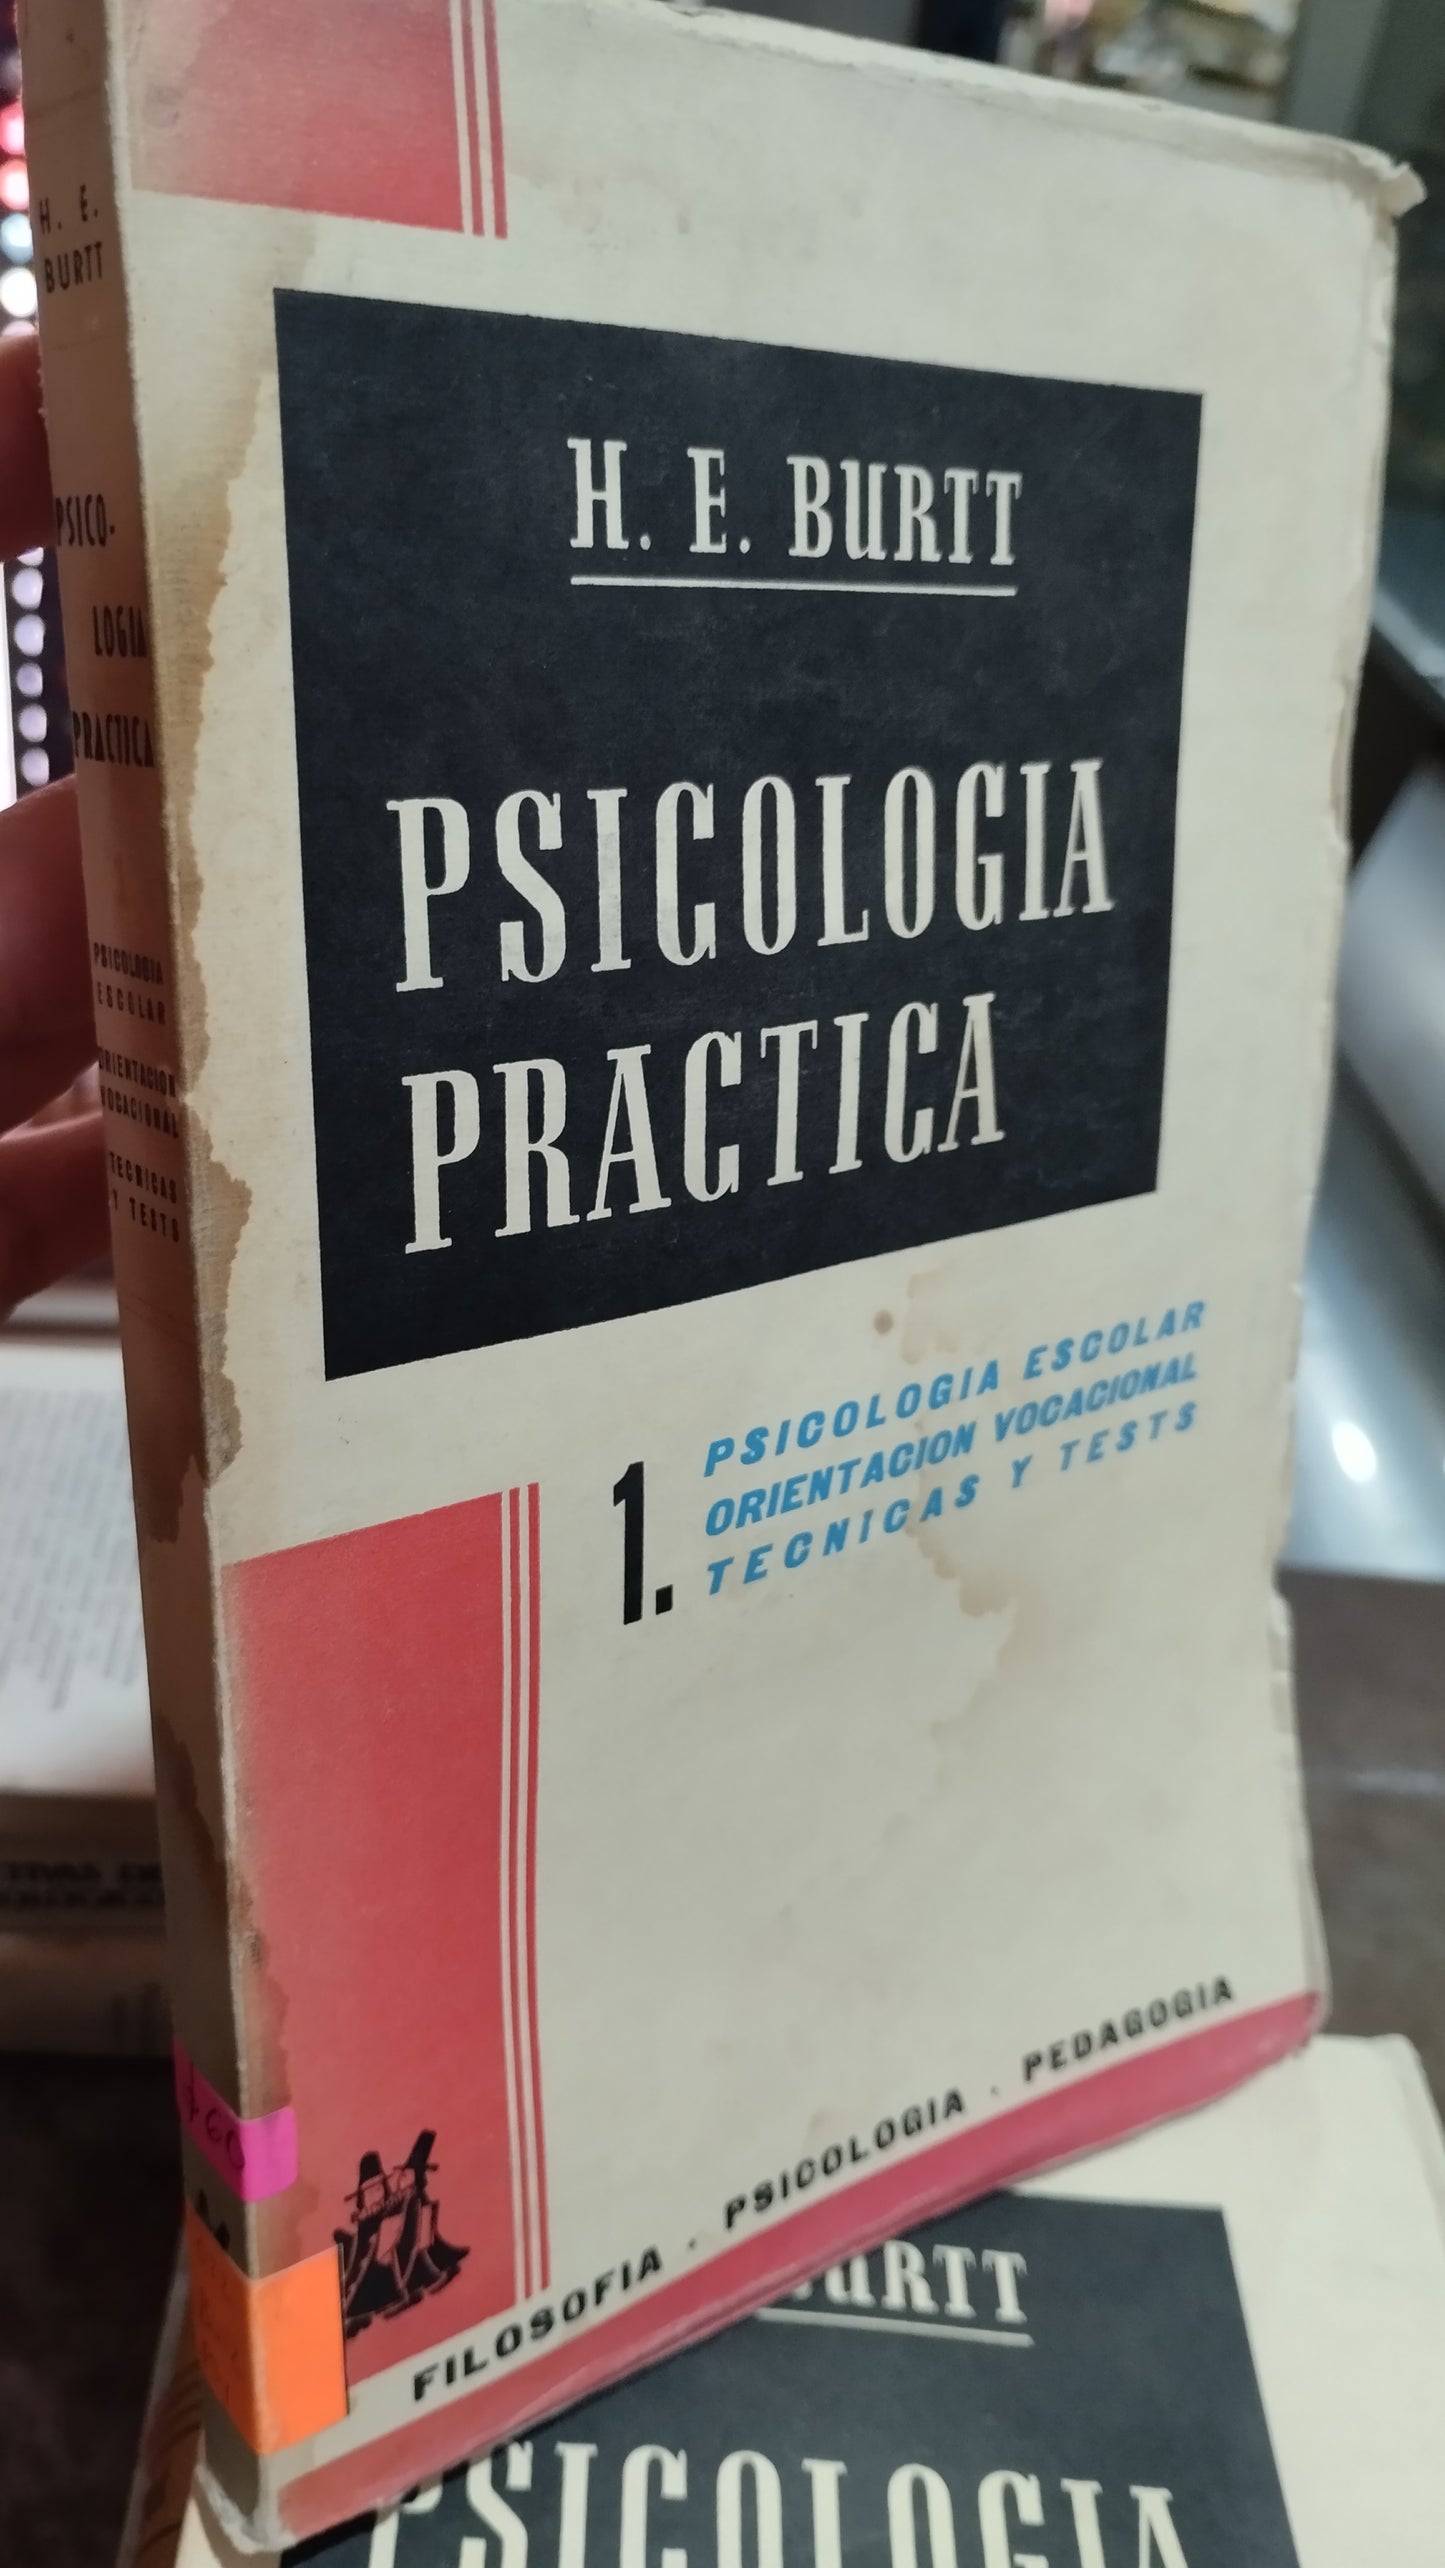 H. E.
BURTT
PSICO-
LOGIA
PRACTICA
PSICOLOGIA
ESCOLAR
ORIENTACION
VOCACIONAL
TECNICAS
Y TESTS
H. E. BURTT
PSICOLOGIA
PRACTICA
1.
PSICOLOGIA ESCOLAR
ORIENTACION VOCACIONAL
TECNICAS Y TESTS
FILOSOFIA · PSICOLOGIA · PEDAGOGIA
BURTT
PSICOLOGIA